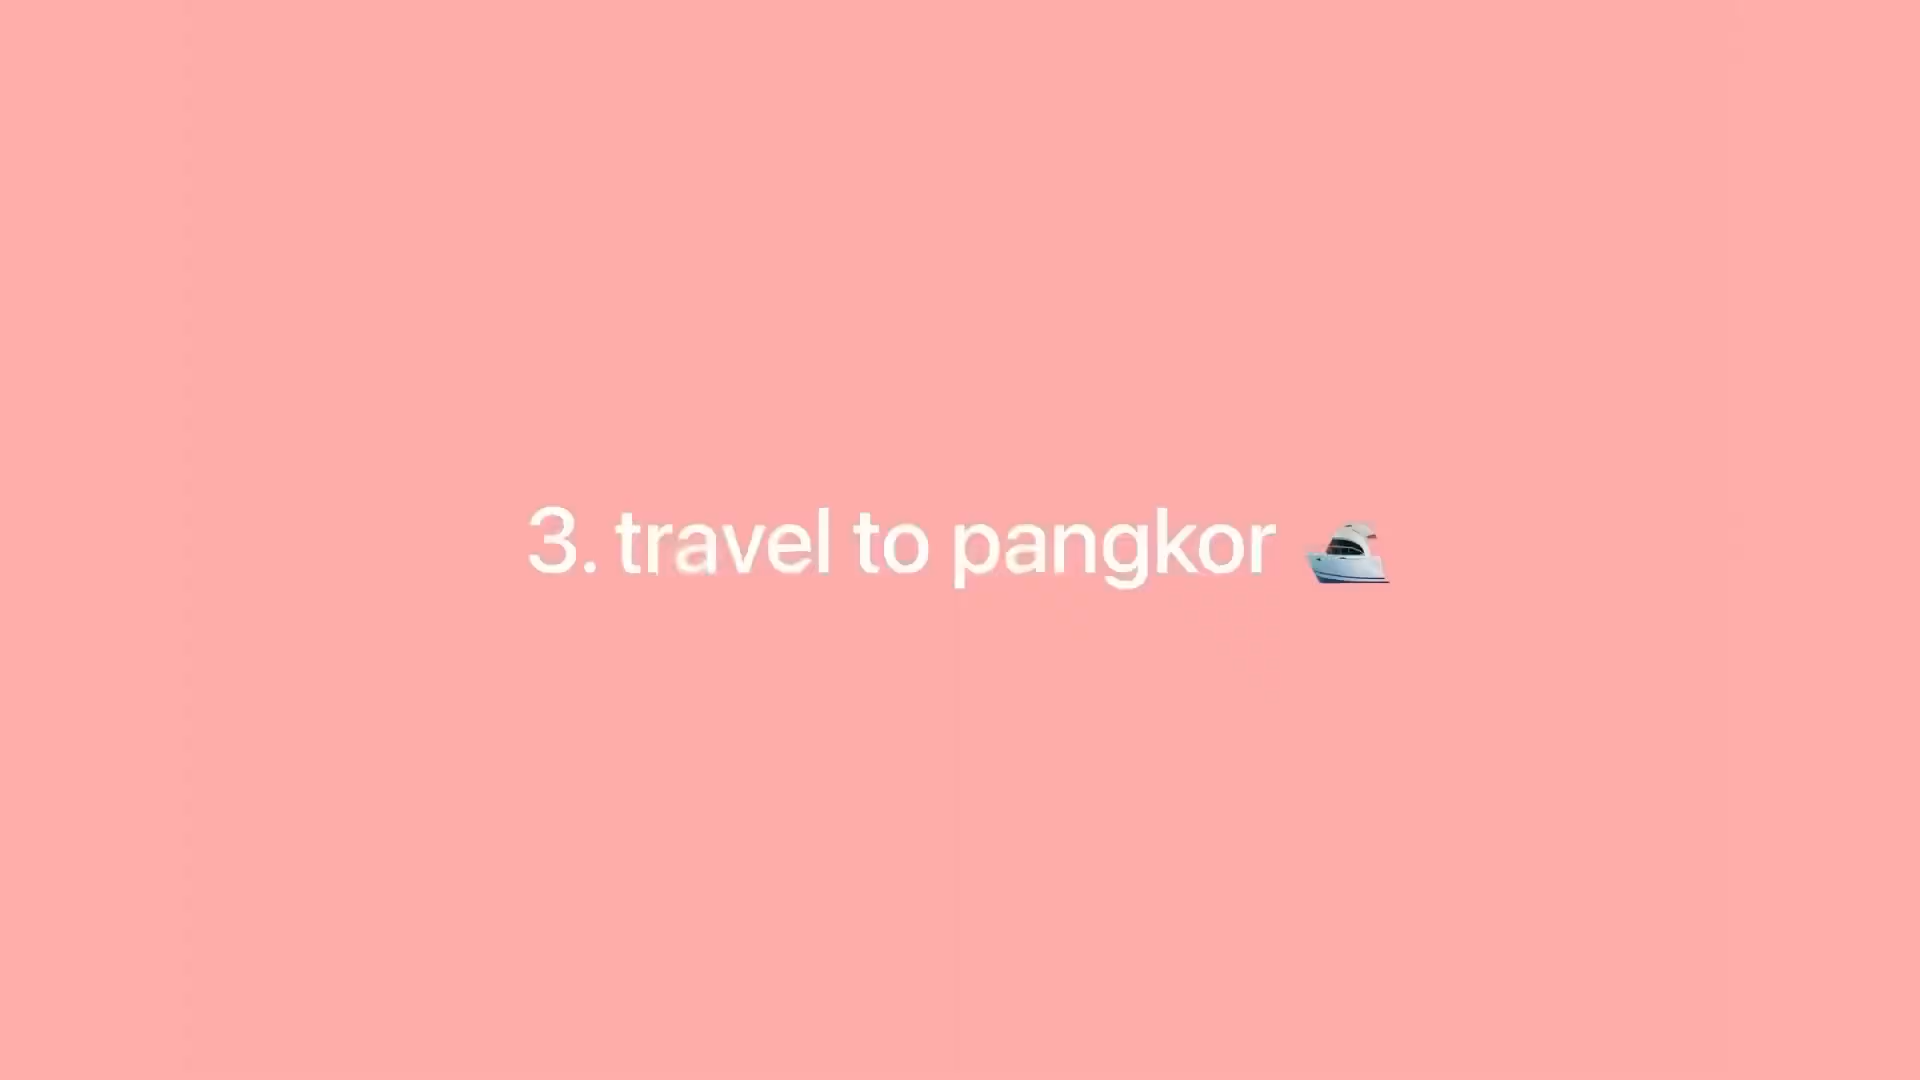 3. travel to pangkor 🛥️